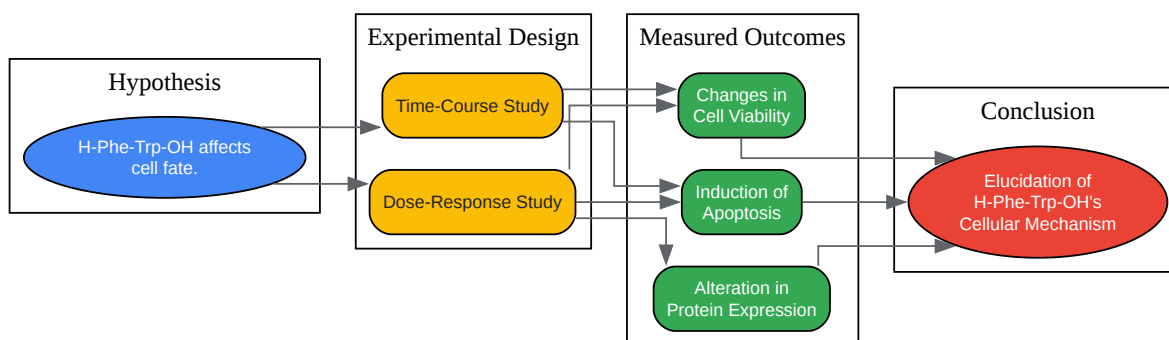 Hypothesis
H-Phe-Trp-OH affects
cell fate.
Experimental Design
Time-Course Study
Dose-Response Study
Measured Outcomes
Changes in
Cell Viability
Induction of
Apoptosis
Alteration in
Protein Expression
Conclusion
Elucidation of
H-Phe-Trp-OH's
Cellular Mechanism